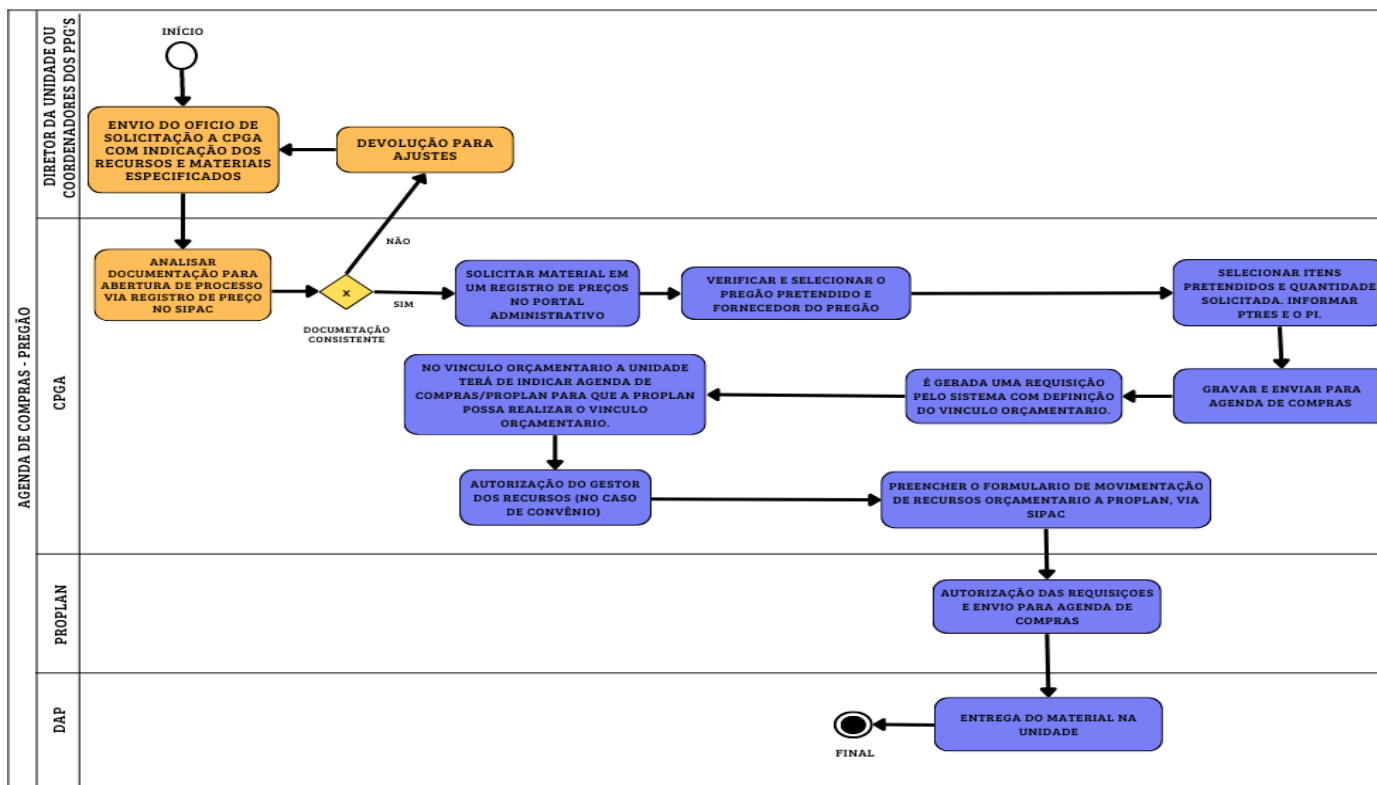 AGENDA DE COMPRAS - PREGÃO
DIRETOR DA UNIDADE OU
COORDENADORES DOS PPG'S
INÍCIO
ENVIO DO OFICIO DE
SOLICITAÇÃO A CPGA
COM INDICAÇÃO DOS
RECURSOS E MATERIAIS
ESPECIFICADOS
DEVOLUÇÃO PARA
AJUSTES
CPGA
ANALISAR
DOCUMENTAÇÃO PARA
ABERTURA DE PROCESSO
VIA REGISTRO DE PREÇO
NO SIPAC
X
DOCUMETAÇÃO
CONSISTENTE
NÃO
SIM
SOLICITAR MATERIAL EM
UM REGISTRO DE PREÇOS
NO PORTAL
ADMINISTRATIVO
VERIFICAR E SELECIONAR O
PREGÃO PRETENDIDO E
FORNECEDOR DO PREGÃO
SELECIONAR ITENS
PRETENDIDOS E QUANTIDADE
SOLICITADA. INFORMAR
PTRES E O PI.
GRAVAR E ENVIAR PARA
AGENDA DE COMPRAS
É GERADA UMA REQUISIÇÃO
PELO SISTEMA COM DEFINIÇÃO
DO VINCULO ORÇAMENTARIO.
NO VINCULO ORÇAMENTARIO A UNIDADE
TERÁ DE INDICAR AGENDA DE
COMPRAS/PROPLAN PARA QUE A PROPLAN
POSSA REALIZAR O VINCULO
ORÇAMENTARIO.
AUTORIZAÇÃO DO GESTOR
DOS RECURSOS (NO CASO
DE CONVÊNIO)
PREENCHER O FORMULARIO DE MOVIMENTAÇÃO
DE RECURSOS ORÇAMENTARIO A PROPLAN, VIA
SIPAC
PROPLAN
AUTORIZAÇÃO DAS REQUISIÇOES
E ENVIO PARA AGENDA DE
COMPRAS
DAP
ENTREGA DO MATERIAL NA
UNIDADE
FINAL